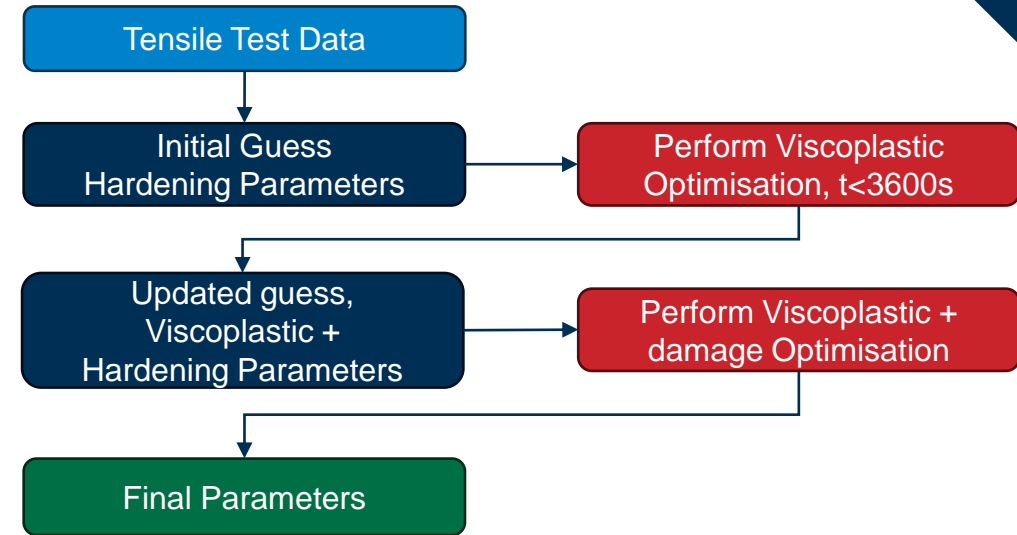 Tensile Test Data
Initial Guess
Hardening Parameters
Perform Viscoplastic
Optimisation, t<3600s
Updated guess,
Viscoplastic +
Hardening Parameters
Perform Viscoplastic +
damage Optimisation
Final Parameters